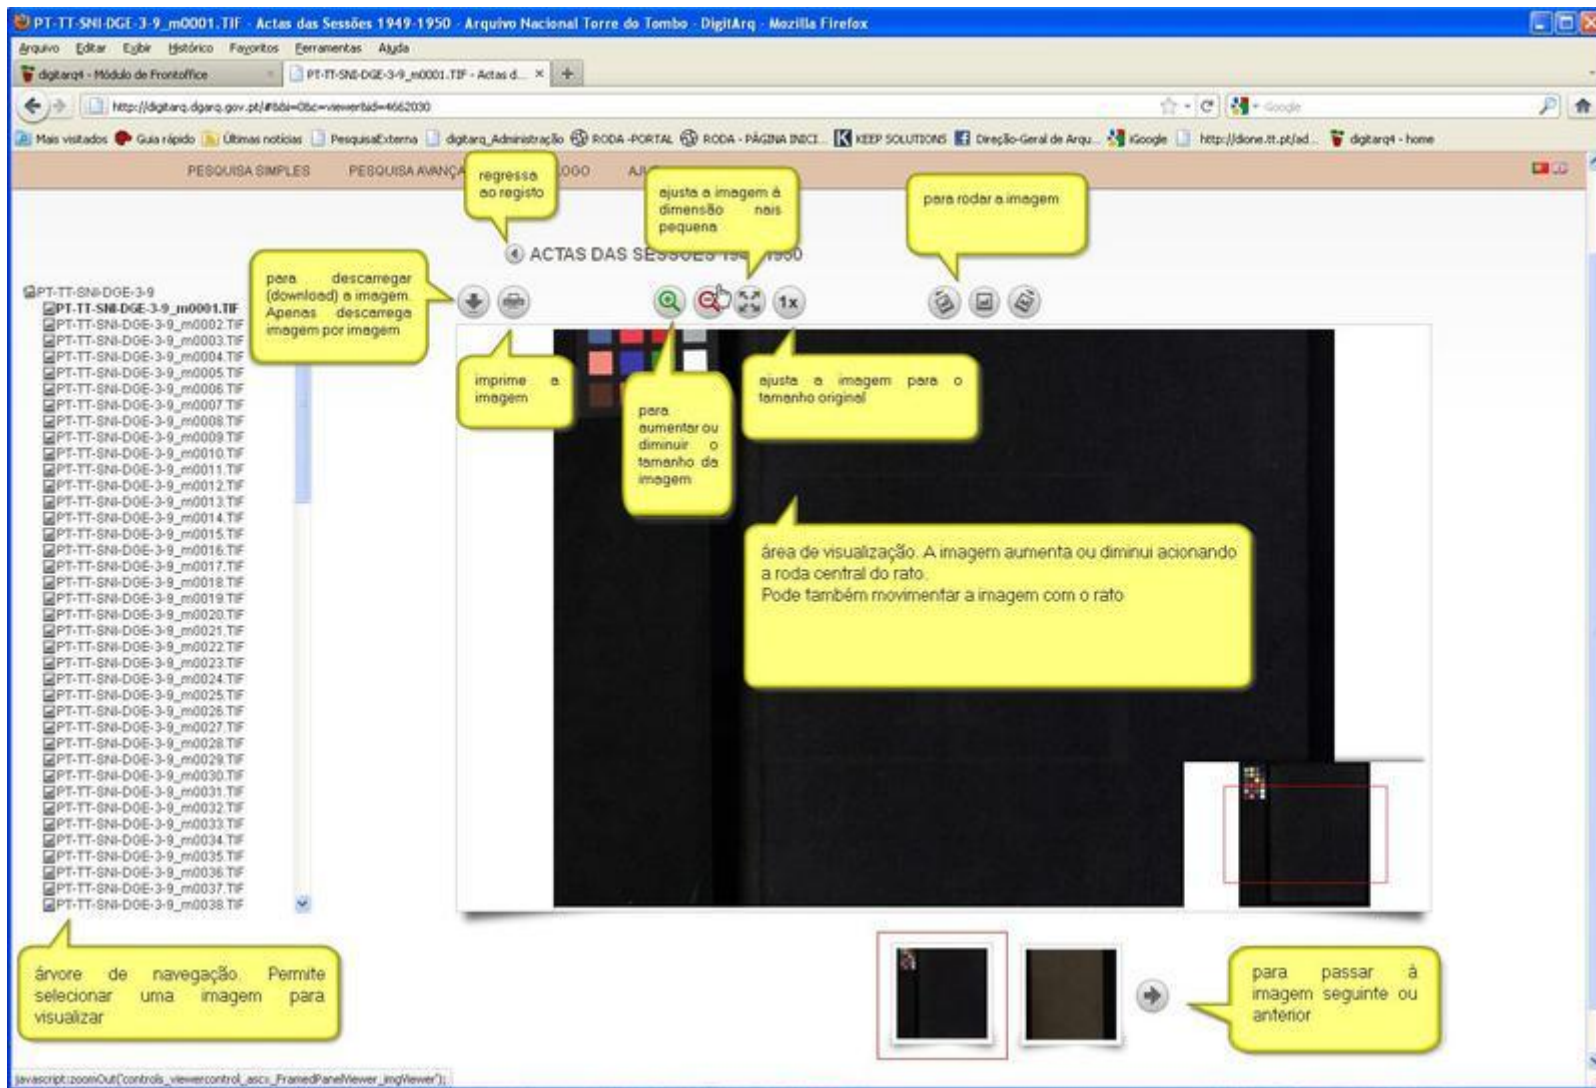 PT-TT-SNI-DGE-3-9_m0001.TIF - Actas das Sessões 1949-1950 - Arquivo Nacional Torre do Tombo - DigitArq - Mozilla Firefox
Arquivo Editar Exibir Histórico Favoritos Ferramentas Ajuda
digitarq4 - Módulo de Frontoffice
PT-TT-SNI-DGE-3-9_m0001.TIF - Actas d...
Google
Mais visitados Guia rápido Últimas notícias PesquisaExterna digitarq_Administração RODA -PORTAL RODA - PÁGINA INICI... KEEP SOLUTIONS Direção-Geral de Arqu... iGoogle http://dione.tt.pt/ad... digitarq4 - home
PESQUISA SIMPLES
regressa
ao registo
ajusta a imagem à
dimensão nais
pequena
para rodar a imagem
ACTAS DAS SESSÕES
para descarregar
(download) a imagem.
Apenas descarrega
imagem por imagem
1x
imprime a
imagem
para
aumentar ou
diminuir o
tamanho da
imagem
ajusta a imagem para o
tamanho original
área de visualização. A imagem aumenta ou diminui acionando
a roda central do rato.
Pode também movimentar a imagem com o rato
PT-TT-SNI-DGE-3-9
PT-TT-SNI-DGE-3-9_m0001.TIF
PT-TT-SNI-DGE-3-9_m0002.TIF
PT-TT-SNI-DGE-3-9_m0003.TIF
PT-TT-SNI-DGE-3-9_m0004.TIF
PT-TT-SNI-DGE-3-9_m0005.TIF
PT-TT-SNI-DGE-3-9_m0006.TIF
PT-TT-SNI-DGE-3-9_m0007.TIF
PT-TT-SNI-DGE-3-9_m0008.TIF
PT-TT-SNI-DGE-3-9_m0009.TIF
PT-TT-SNI-DGE-3-9_m0010.TIF
PT-TT-SNI-DGE-3-9_m0011.TIF
PT-TT-SNI-DGE-3-9_m0012.TIF
PT-TT-SNI-DGE-3-9_m0013.TIF
PT-TT-SNI-DGE-3-9_m0014.TIF
PT-TT-SNI-DGE-3-9_m0015.TIF
PT-TT-SNI-DGE-3-9_m0016.TIF
PT-TT-SNI-DGE-3-9_m0017.TIF
PT-TT-SNI-DGE-3-9_m0018.TIF
PT-TT-SNI-DGE-3-9_m0019.TIF
PT-TT-SNI-DGE-3-9_m0020.TIF
PT-TT-SNI-DGE-3-9_m0021.TIF
PT-TT-SNI-DGE-3-9_m0022.TIF
PT-TT-SNI-DGE-3-9_m0023.TIF
PT-TT-SNI-DGE-3-9_m0024.TIF
PT-TT-SNI-DGE-3-9_m0025.TIF
PT-TT-SNI-DGE-3-9_m0026.TIF
PT-TT-SNI-DGE-3-9_m0027.TIF
PT-TT-SNI-DGE-3-9_m0028.TIF
PT-TT-SNI-DGE-3-9_m0029.TIF
PT-TT-SNI-DGE-3-9_m0030.TIF
PT-TT-SNI-DGE-3-9_m0031.TIF
PT-TT-SNI-DGE-3-9_m0032.TIF
PT-TT-SNI-DGE-3-9_m0033.TIF
PT-TT-SNI-DGE-3-9_m0034.TIF
PT-TT-SNI-DGE-3-9_m0035.TIF
PT-TT-SNI-DGE-3-9_m0036.TIF
PT-TT-SNI-DGE-3-9_m0037.TIF
PT-TT-SNI-DGE-3-9_m0038.TIF
árvore de navegação. Permite
selecionar uma imagem para
visualizar
para passar à
imagem seguinte ou
anterior
javascript:zoomOut('controls_viewercontrol_ascx_FramedPanelViewer_imgViewer');